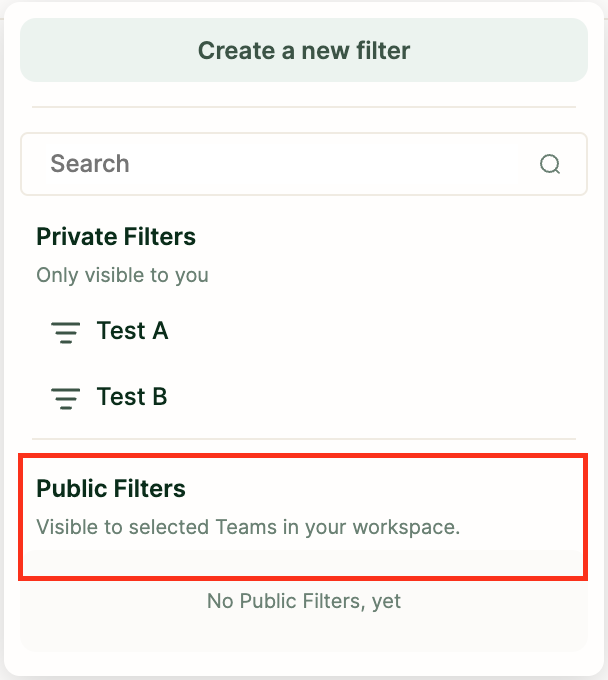 Create a new filter
Search
Private Filters
Only visible to you
Test A
Test B
Public Filters
Visible to selected Teams in your workspace.
No Public Filters, yet